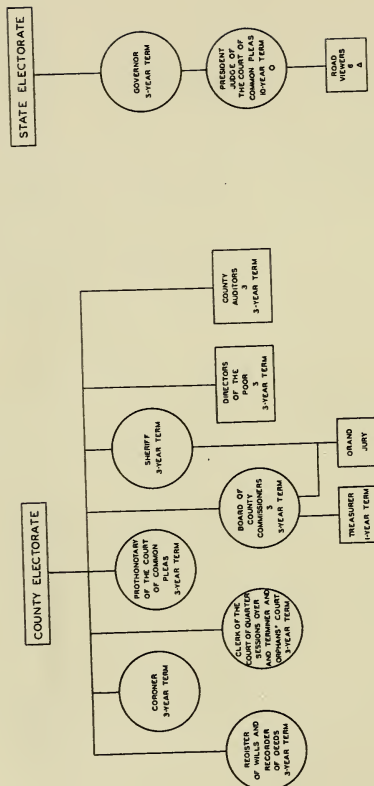 COUNTY ELECTORATE
CORONER
3-YEAR TERM
PROTHONOTARY
OF THE COURT
OF COMMON
PLEAS
3-YEAR TERM
SHERIFF
3-YEAR TERM
REGISTER
OF WILLS AND
RECORDER
OF DEEDS
3-YEAR TERM
CLERK OF THE
COURT OF QUARTER
SESSIONS OYER
AND TERMINER AND
ORPHANS' COURT
3-YEAR TERM
BOARD OF
COUNTY
COMMISSIONERS
3
3-YEAR TERM
DIRECTORS
OF THE
POOR
3
3-YEAR TERM
COUNTY
AUDITORS
3
3-YEAR TERM
TREASURER
1-YEAR TERM
GRAND
JURY
STATE ELECTORATE
GOVERNOR
3-YEAR TERM
PRESIDENT
JUDGE OF
THE COURT OF
COMMON PLEAS
10-YEAR TERM
O
ROAD
VIEWERS
6
Δ